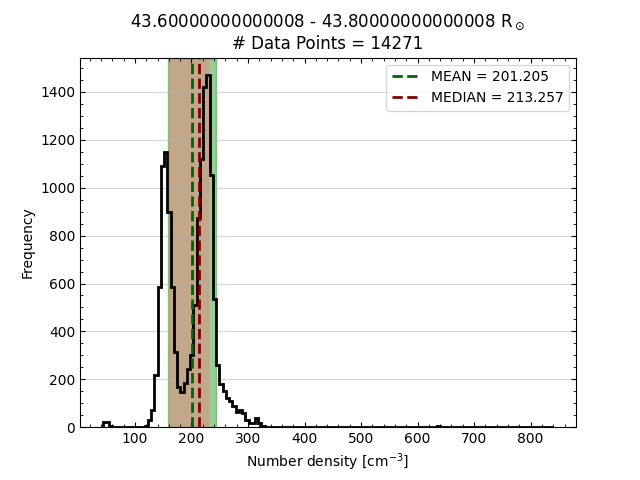 43.60000000000008 - 43.80000000000008 R⊙
# Data Points = 14271
MEAN = 201.205
MEDIAN = 213.257
1400
1200
1000
800
600
400
200
0
Frequency
100 200 300 400 500 600 700 800
Number density [cm⁻³]